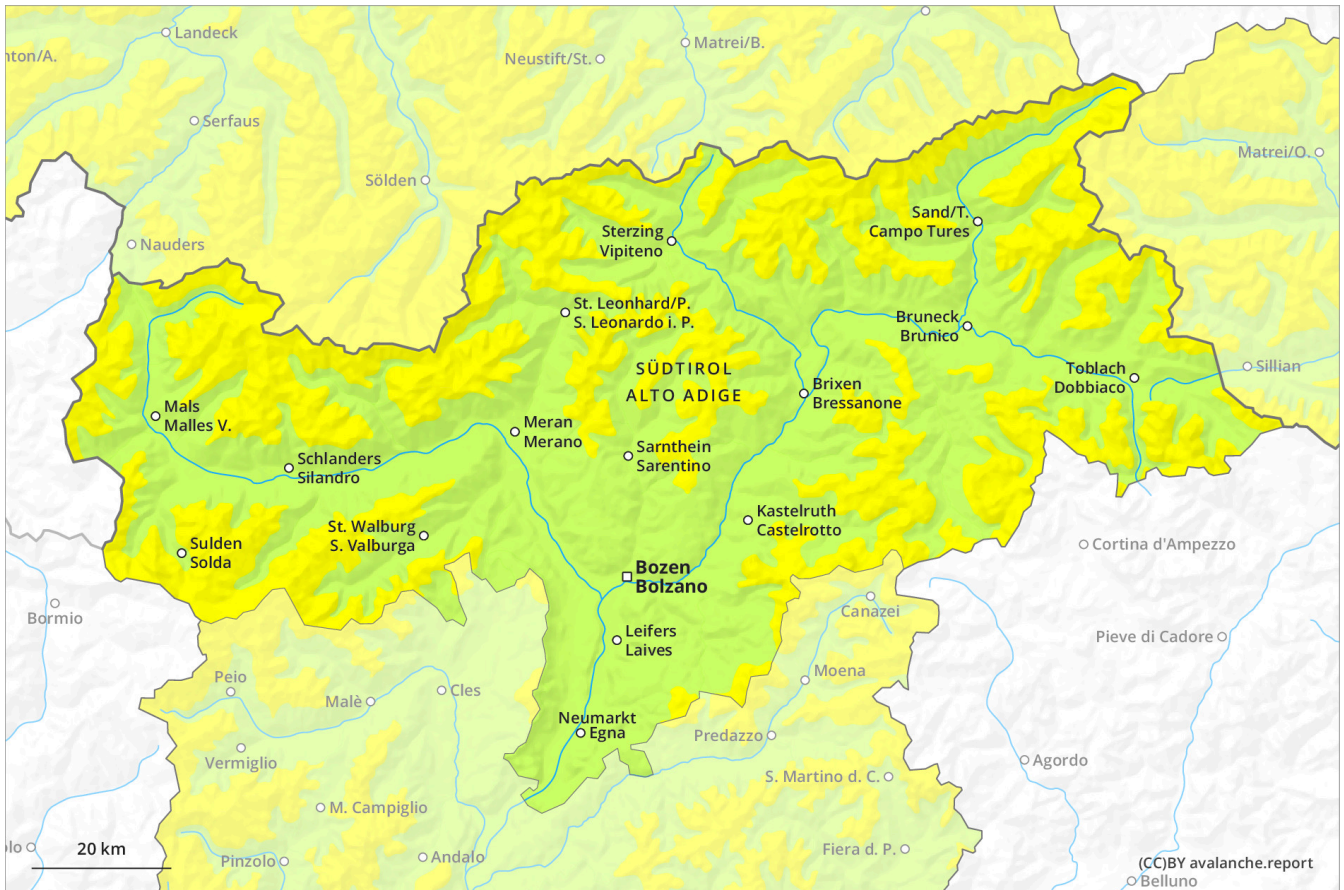 Landeck
Matrei/B.
Neustift/St.
nton/A.
Serfaus
Matrei/O.
Sölden
Sand/T.
Campo Tures
Sterzing
Vipiteno
Nauders
St. Leonhard/P.
S. Leonardo i. P.
Bruneck
Brunico
SÜDTIROL
ALTO ADIGE
Toblach
Dobbiaco
Sillian
Brixen
Bressanone
Mals
Malles V.
Meran
Merano
Schlanders
Silandro
Sarnthein
Sarentino
Kastelruth
Castelrotto
St. Walburg
S. Valburga
Sulden
Solda
Cortina d'Ampezzo
Bozen
Bolzano
Bormio
Canazei
Leifers
Laives
Pieve di Cadore
Peio
Moena
Malè
Cles
Neumarkt
Egna
Predazzo
Vermiglio
Agordo
S. Martino d. C.
M. Campiglio
olo
20 km
Pinzolo
Andalo
Fiera d. P.
(CC)BY avalanche.report
Belluno